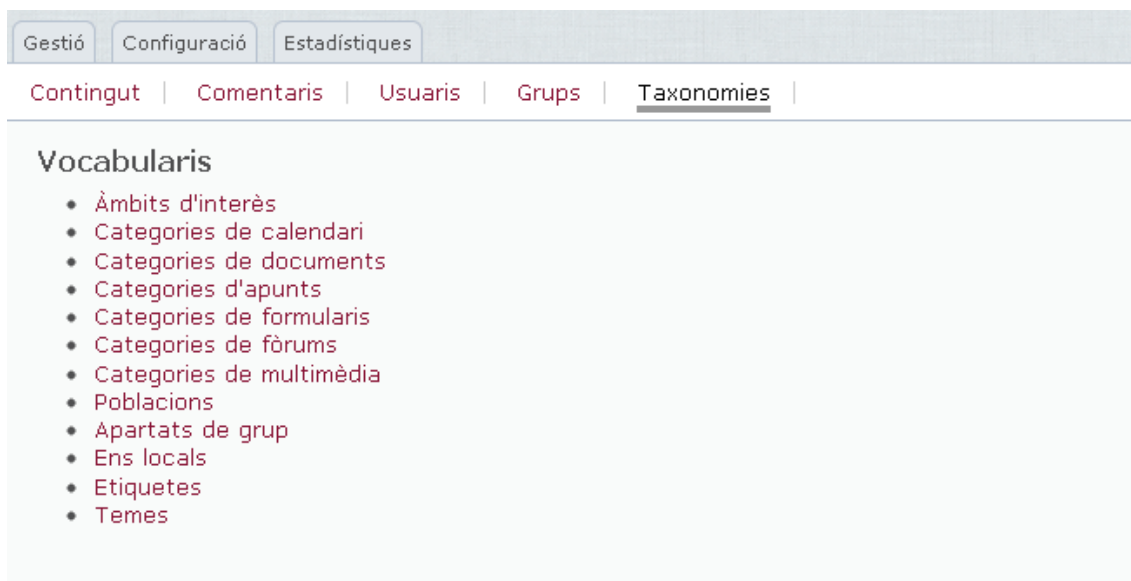 Gestió Configuració Estadístiques
Contingut Comentaris Usuaris Grups Taxonomies
Vocabularis
Àmbits d'interès
Categories de calendari
Categories de documents
Categories d'apunts
Categories de formularis
Categories de fòrums
Categories de multimèdia
Poblacions
Apartats de grup
Ens locals
Etiquetes
Temes